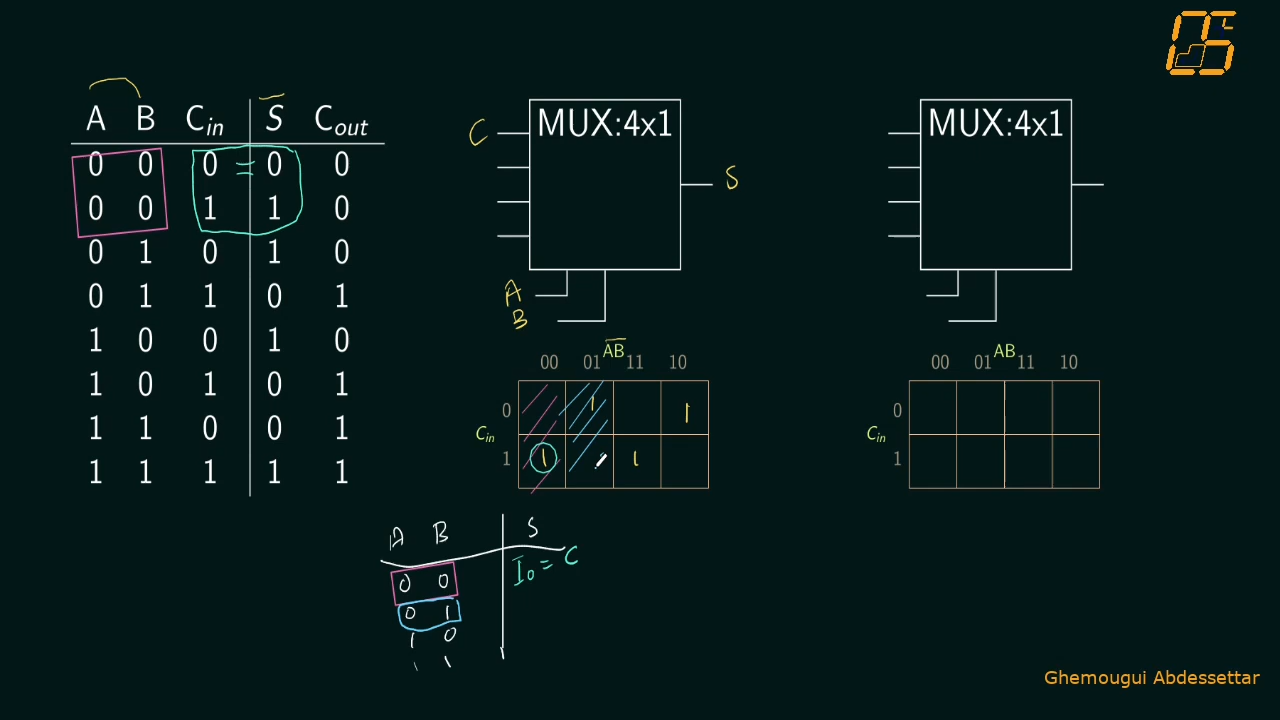 A B Cin S Cout
0 0 0 = 0 0
0 0 1 1 0
0 1 0 1 0
0 1 1 0 1
1 0 0 1 0
1 0 1 0 1
1 1 0 0 1
1 1 1 1 1
C MUX:4x1
S
A
B
AB
00 01 11 10
0 1 1
Cin
1 1 1
MUX:4x1
AB
00 01 11 10
0
Cin
1
A B S
0 0 I0 = C
0 1
1 0
1 1
Ghemougui Abdessettar